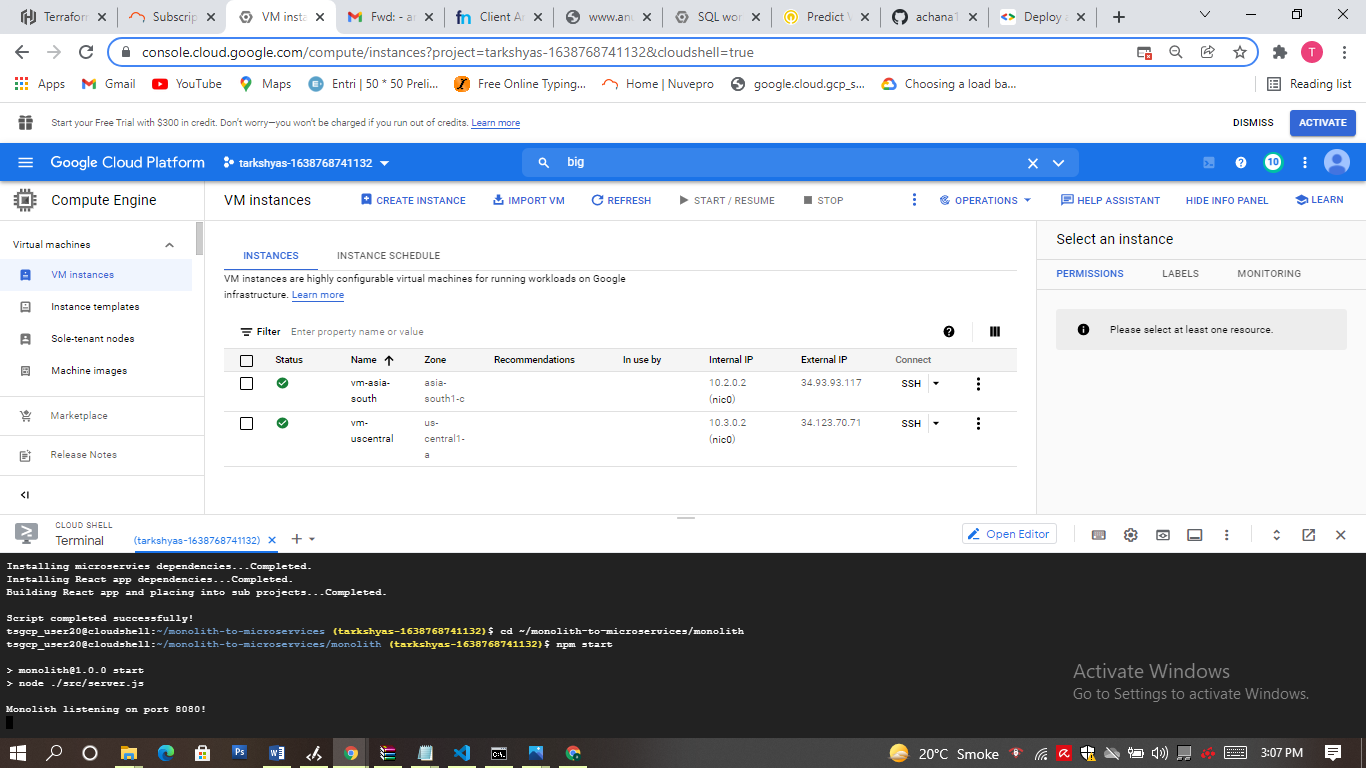 Terraform
Subscrip
VM insta
Fwd: - a
Client A
www.an
SQL wor
Predict
achana1
Deploy a
console.cloud.google.com/compute/instances?project=tarkshyas-1638768741132&cloudshell=true
T
Apps
Gmail
YouTube
Maps
Entri | 50 * 50 Preli...
Free Online Typing...
Home | Nuvepro
google.cloud.gcp_s...
Choosing a load ba...
Reading list
Start your Free Trial with $300 in credit. Don't worry—you won't be charged if you run out of credits. Learn more
DISMISS
ACTIVATE
Google Cloud Platform
tarkshyas-1638768741132
big
10
Compute Engine
VM instances
CREATE INSTANCE
IMPORT VM
REFRESH
START / RESUME
STOP
OPERATIONS
HELP ASSISTANT
HIDE INFO PANEL
LEARN
Virtual machines
VM instances
Instance templates
Sole-tenant nodes
Machine images
Marketplace
Release Notes
INSTANCES
INSTANCE SCHEDULE
VM instances are highly configurable virtual machines for running workloads on Google
infrastructure. Learn more
Filter
Enter property name or value
Status
Name
Zone
Recommendations
In use by
Internal IP
External IP
Connect
vm-asia-
south
asia-
south1-c
10.2.0.2
(nic0)
34.93.93.117
SSH
vm-
uscentral
us-
central1-
a
10.3.0.2
(nic0)
34.123.70.71
SSH
Select an instance
PERMISSIONS
LABELS
MONITORING
Please select at least one resource.
CLOUD SHELL
Terminal
(tarkshyas-1638768741132)
Open Editor
Installing microservies dependencies...Completed.
Installing React app dependencies...Completed.
Building React app and placing into sub projects...Completed.
Script completed successfully!
tsgcp_user20@cloudshell:~/monolith-to-microservices (tarkshyas-1638768741132)$ cd ~/monolith-to-microservices/monolith
tsgcp_user20@cloudshell:~/monolith-to-microservices/monolith (tarkshyas-1638768741132)$ npm start
> monolith@1.0.0 start
> node ./src/server.js
Monolith listening on port 8080!
Activate Windows
Go to Settings to activate Windows.
20°C Smoke
3:07 PM